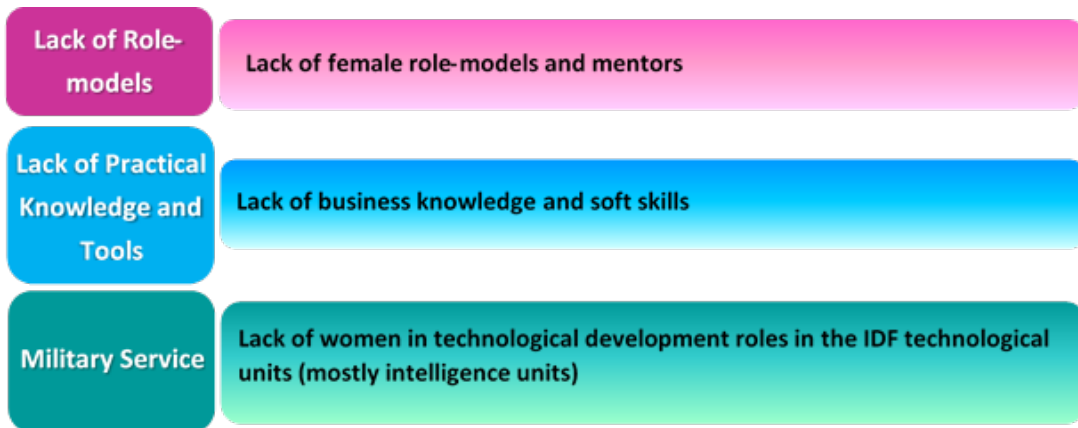 Lack of Role-
models
Lack of female role-models and mentors
Lack of Practical
Knowledge and
Tools
Lack of business knowledge and soft skills
Military Service
Lack of women in technological development roles in the IDF technological
units (mostly intelligence units)